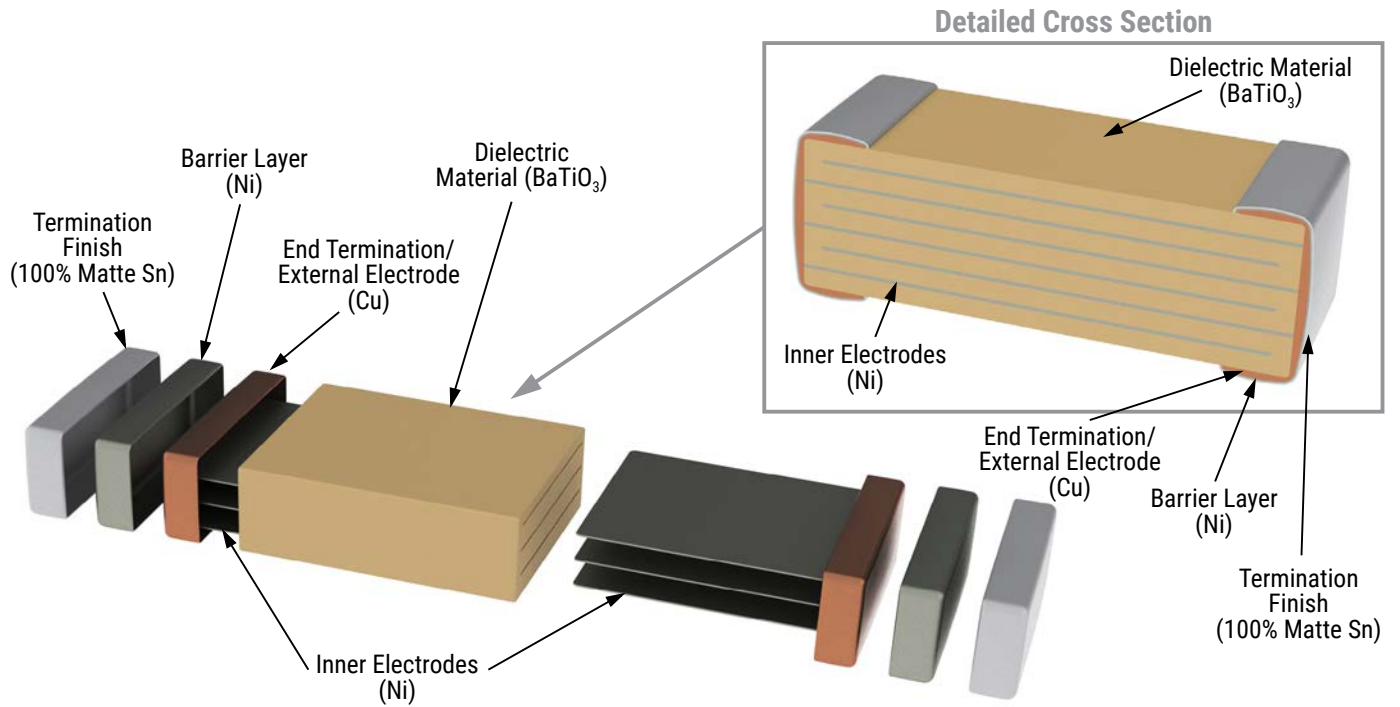 Detailed Cross Section
Dielectric Material
(BaTiO₃)
Inner Electrodes
(Ni)
End Termination/
External Electrode
(Cu)
Barrier Layer
(Ni)
Termination
Finish
(100% Matte Sn)
Termination
Finish
(100% Matte Sn)
Barrier Layer
(Ni)
End Termination/
External Electrode
(Cu)
Dielectric
Material (BaTiO₃)
Inner Electrodes
(Ni)